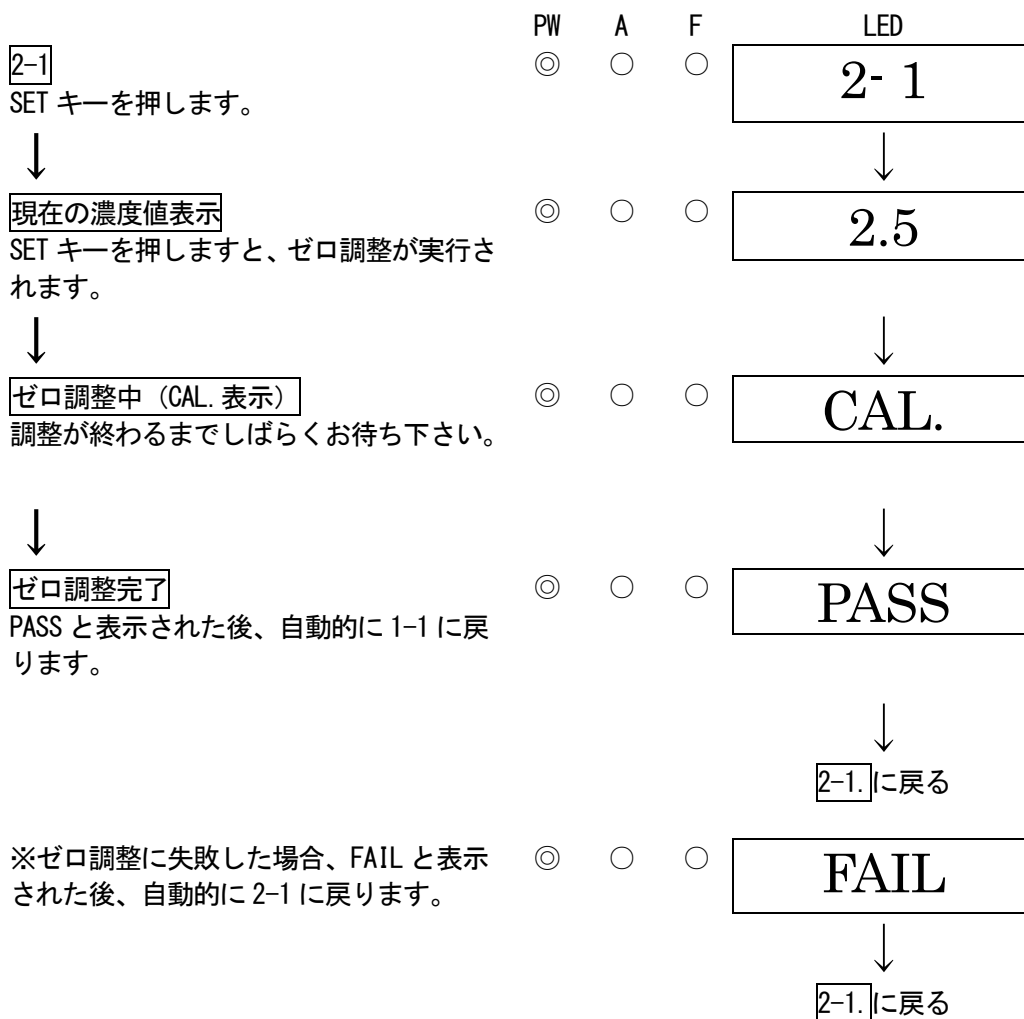 PW A F LED
2-1 ◎ ○ ○ 2- 1
SET キーを押します。
↓ ↓
現在の濃度値表示 ◎ ○ ○ 2.5
SET キーを押しますと、ゼロ調整が実行さ
れます。
↓ ↓
ゼロ調整中（CAL.表示） ◎ ○ ○ CAL.
調整が終わるまでしばらくお待ち下さい。
↓ ↓
ゼロ調整完了 ◎ ○ ○ PASS
PASS と表示された後、自動的に 1-1 に戻
ります。
↓
2-1.に戻る
※ゼロ調整に失敗した場合、FAIL と表示 ◎ ○ ○ FAIL
された後、自動的に 2-1 に戻ります。
↓
2-1.に戻る